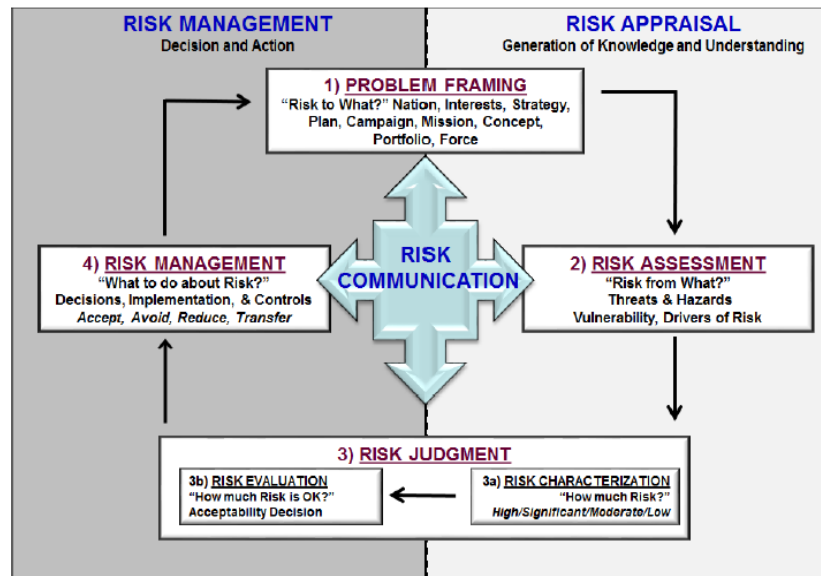 RISK MANAGEMENT
Decision and Action
RISK APPRAISAL
Generation of Knowledge and Understanding
1) PROBLEM FRAMING
“Risk to What?” Nation, Interests, Strategy,
Plan, Campaign, Mission, Concept,
Portfolio, Force
RISK
COMMUNICATION
4) RISK MANAGEMENT
“What to do about Risk?”
Decisions, Implementation, & Controls
Accept, Avoid, Reduce, Transfer
2) RISK ASSESSMENT
“Risk from What?”
Threats & Hazards
Vulnerability, Drivers of Risk
3) RISK JUDGMENT
3b) RISK EVALUATION
“How much Risk is OK?”
Acceptability Decision
3a) RISK CHARACTERIZATION
“How much Risk?”
High/Significant/Moderate/Low